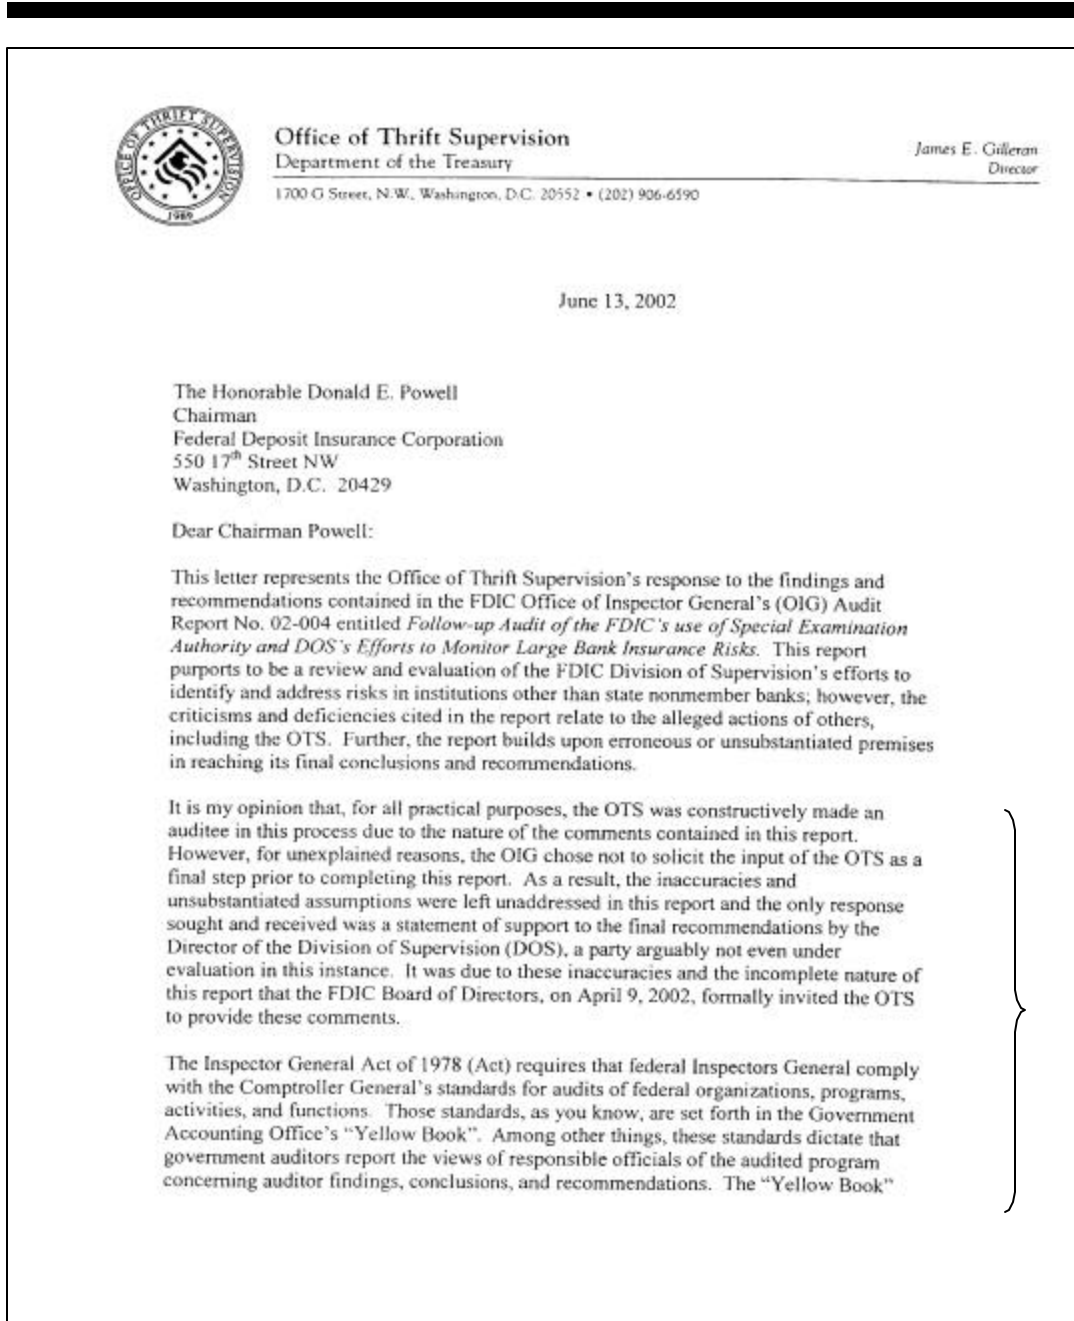 OFFICE OF THRIFT SUPERVISION
1989
Office of Thrift Supervision
Department of the Treasury
James E. Gilleran
Director
1700 G Street, N.W., Washington, D.C. 20552 • (202) 906-6590
June 13, 2002
The Honorable Donald E. Powell
Chairman
Federal Deposit Insurance Corporation
550 17th Street NW
Washington, D.C. 20429
Dear Chairman Powell:
This letter represents the Office of Thrift Supervision's response to the findings and
recommendations contained in the FDIC Office of Inspector General's (OIG) Audit
Report No. 02-004 entitled Follow-up Audit of the FDIC's use of Special Examination
Authority and DOS's Efforts to Monitor Large Bank Insurance Risks. This report
purports to be a review and evaluation of the FDIC Division of Supervision's efforts to
identify and address risks in institutions other than state nonmember banks; however, the
criticisms and deficiencies cited in the report relate to the alleged actions of others,
including the OTS. Further, the report builds upon erroneous or unsubstantiated premises
in reaching its final conclusions and recommendations.
It is my opinion that, for all practical purposes, the OTS was constructively made an
auditee in this process due to the nature of the comments contained in this report.
However, for unexplained reasons, the OIG chose not to solicit the input of the OTS as a
final step prior to completing this report. As a result, the inaccuracies and
unsubstantiated assumptions were left unaddressed in this report and the only response
sought and received was a statement of support to the final recommendations by the
Director of the Division of Supervision (DOS), a party arguably not even under
evaluation in this instance. It was due to these inaccuracies and the incomplete nature of
this report that the FDIC Board of Directors, on April 9, 2002, formally invited the OTS
to provide these comments.
The Inspector General Act of 1978 (Act) requires that federal Inspectors General comply
with the Comptroller General's standards for audits of federal organizations, programs,
activities, and functions. Those standards, as you know, are set forth in the Government
Accounting Office's "Yellow Book". Among other things, these standards dictate that
government auditors report the views of responsible officials of the audited program
concerning auditor findings, conclusions, and recommendations. The "Yellow Book"